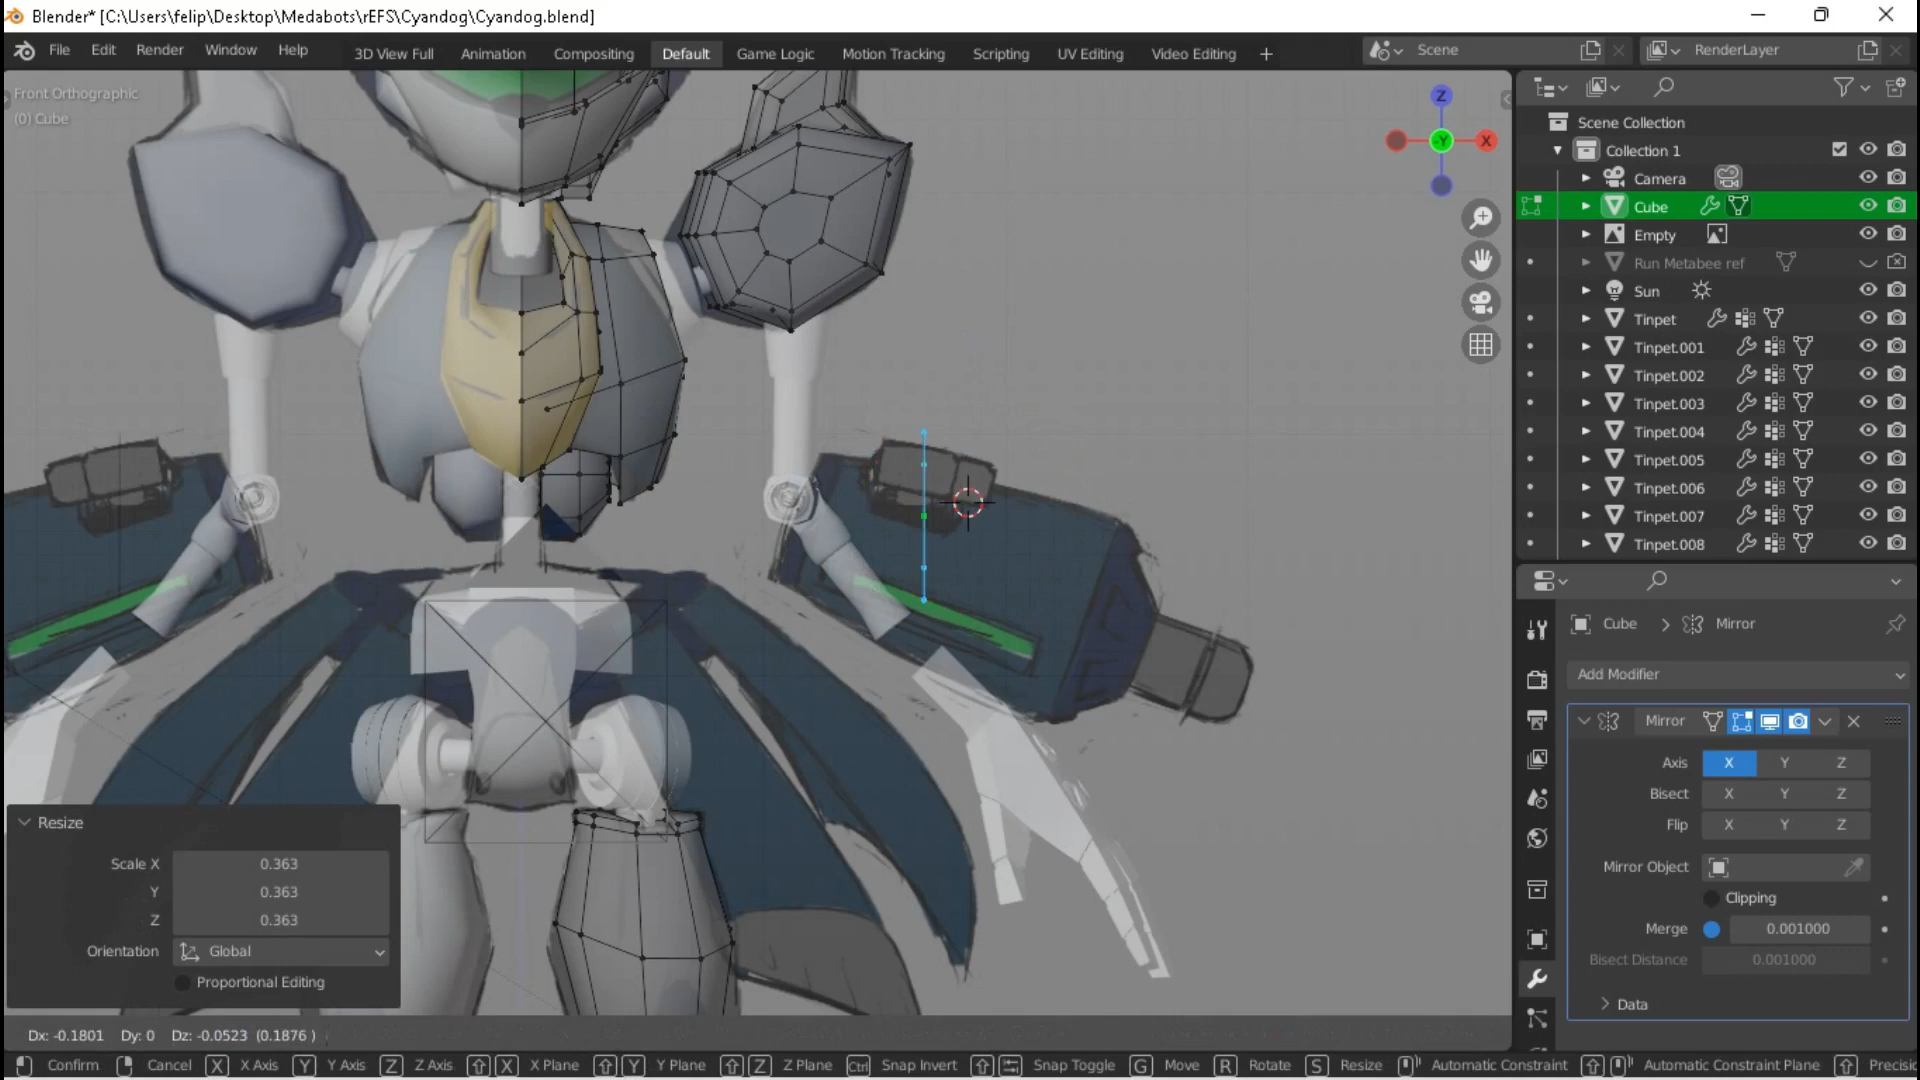 Blender* [C:\Users\felip\Desktop\Medabots\rEFS\Cyandog\Cyandog.blend]
File Edit Render Window Help 3D View Full Animation Compositing Default Game Logic Motion Tracking Scripting UV Editing Video Editing + Scene RenderLayer
Front Orthographic
(0) Cube
Z
Y X
Scene Collection
Collection 1
Camera
Cube
Empty
Run Metabee ref
Sun
Tinpet
Tinpet.001
Tinpet.002
Tinpet.003
Tinpet.004
Tinpet.005
Tinpet.006
Tinpet.007
Tinpet.008
Cube > Mirror
Add Modifier
Mirror
Axis X Y Z
Bisect X Y Z
Flip X Y Z
Mirror Object
Clipping
Merge 0.001000
Bisect Distance 0.001000
Data
Resize
Scale X 0.363
Y 0.363
Z 0.363
Orientation Global
Proportional Editing
Dx: -0.1801 Dy: 0 Dz: -0.0523 (0.1876 )
Confirm Cancel X X Axis Y Y Axis Z Z Axis X X Plane Y Y Plane Z Z Plane Ctrl Snap Invert Snap Toggle G Move R Rotate S Resize Automatic Constraint Automatic Constraint Plane Precisic